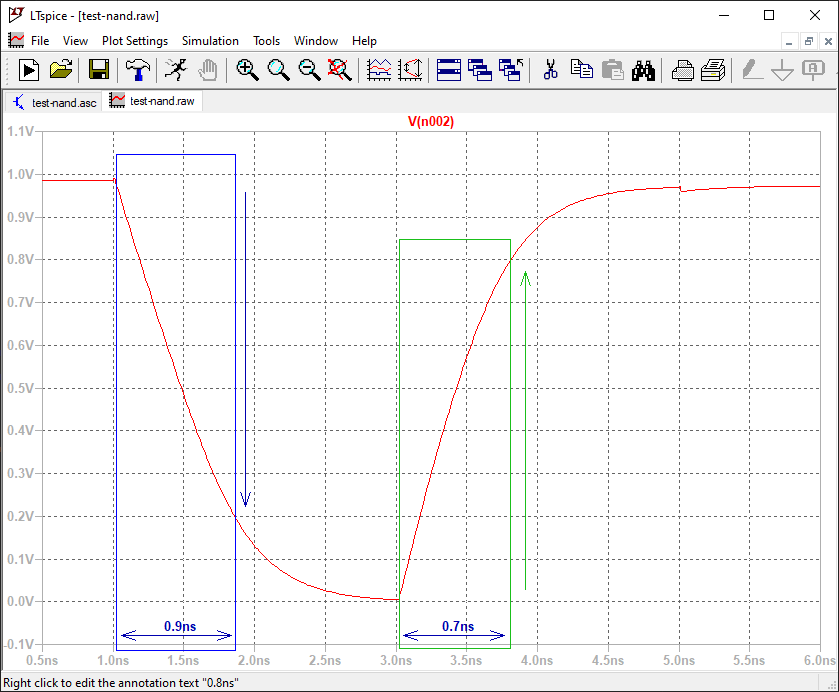 LTspice - [test-nand.raw]
File View Plot Settings Simulation Tools Window Help
test-nand.asc test-nand.raw
V(n002)
1.1V
1.0V
0.9V
0.8V
0.7V
0.6V
0.5V
0.4V
0.3V
0.2V
0.1V
0.0V
-0.1V
0.9ns 0.7ns
0.5ns 1.0ns 1.5ns 2.0ns 2.5ns 3.0ns 3.5ns 4.0ns 4.5ns 5.0ns 5.5ns 6.0ns
Right click to edit the annotation text "0.8ns"